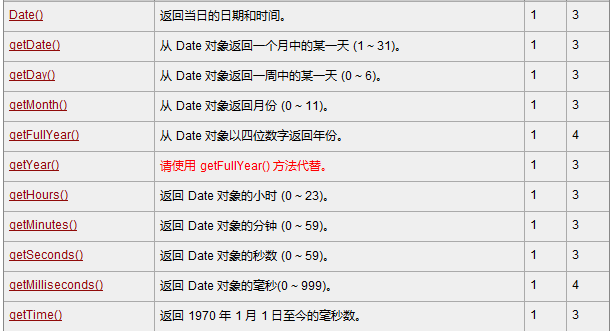 Date() 返回当日的日期和时间。 1 3
getDate() 从 Date 对象返回一个月中的某一天 (1 ~ 31)。 1 3
getDay() 从 Date 对象返回一周中的某一天 (0 ~ 6)。 1 3
getMonth() 从 Date 对象返回月份 (0 ~ 11)。 1 3
getFullYear() 从 Date 对象以四位数字返回年份。 1 4
getYear() 请使用 getFullYear() 方法代替。 1 3
getHours() 返回 Date 对象的小时 (0 ~ 23)。 1 3
getMinutes() 返回 Date 对象的分钟 (0 ~ 59)。 1 3
getSeconds() 返回 Date 对象的秒数 (0 ~ 59)。 1 3
getMilliseconds() 返回 Date 对象的毫秒(0 ~ 999)。 1 4
getTime() 返回 1970 年 1 月 1 日至今的毫秒数。 1 3